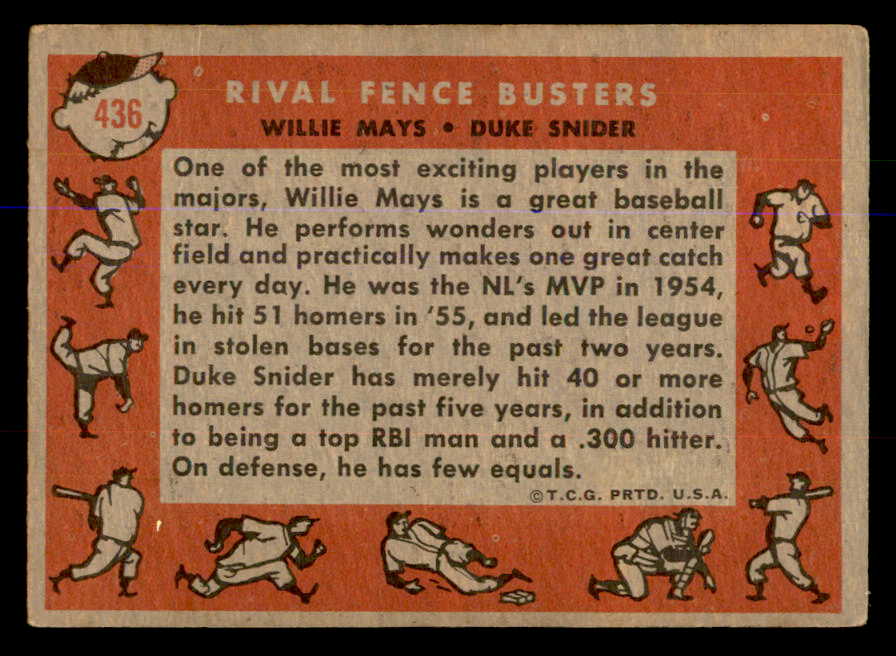 436
RIVAL FENCE BUSTERS
WILLIE MAYS • DUKE SNIDER
One of the most exciting players in the
majors, Willie Mays is a great baseball
star. He performs wonders out in center
field and practically makes one great catch
every day. He was the NL's MVP in 1954,
he hit 51 homers in '55, and led the league
in stolen bases for the past two years.
Duke Snider has merely hit 40 or more
homers for the past five years, in addition
to being a top RBI man and a .300 hitter.
On defense, he has few equals.
©T.C.G. PRTD. U.S.A.